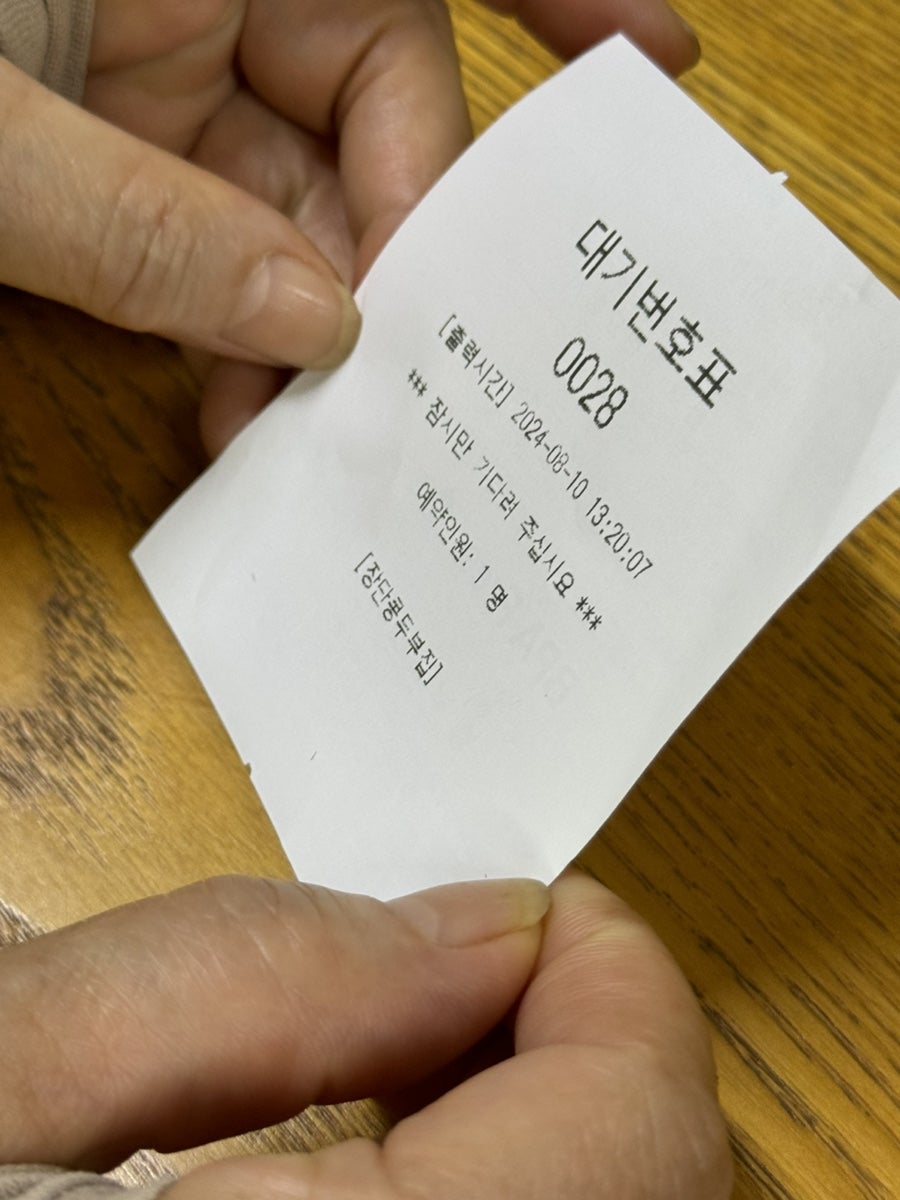 대기번호표
0028
[출력시간] 2024-08-10 13:20:07
** 잠시만 기다려 주십시요 ***
예약인원: 1 명
[장단콩두부집]